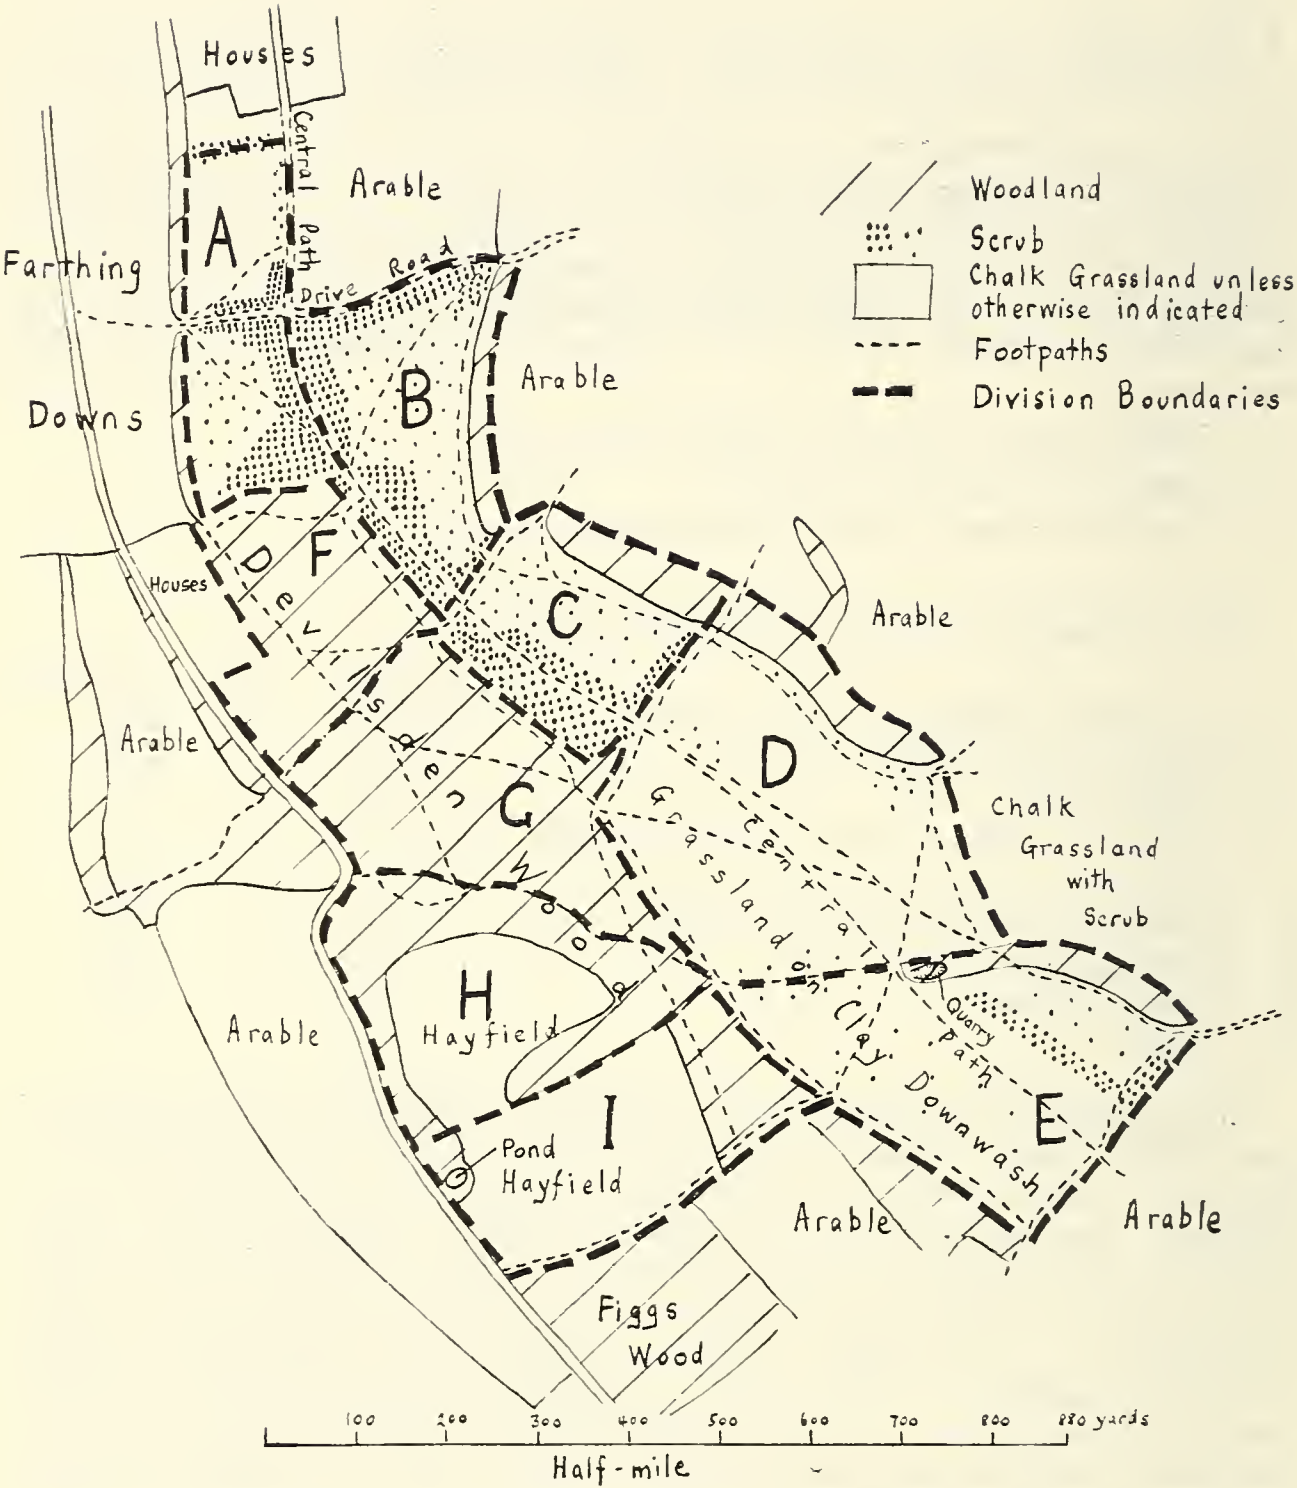 Houses
Central Path
Arable
A
Farthing
Drive Road
Downs
B
Arable
Woodland
Scrub
Chalk Grassland unless
otherwise indicated
Footpaths
Division Boundaries
F
Houses
Devilsden Wood
C
Arable
Arable
D
G
Grassland on Clay Downwash
Central Path
Chalk
Grassland
with
Scrub
Quarry
H
Hayfield
Arable
E
I
Pond
Hayfield
Arable
Arable
Figgs
Wood
100 200 300 400 500 600 700 800 880 yards
Half-mile